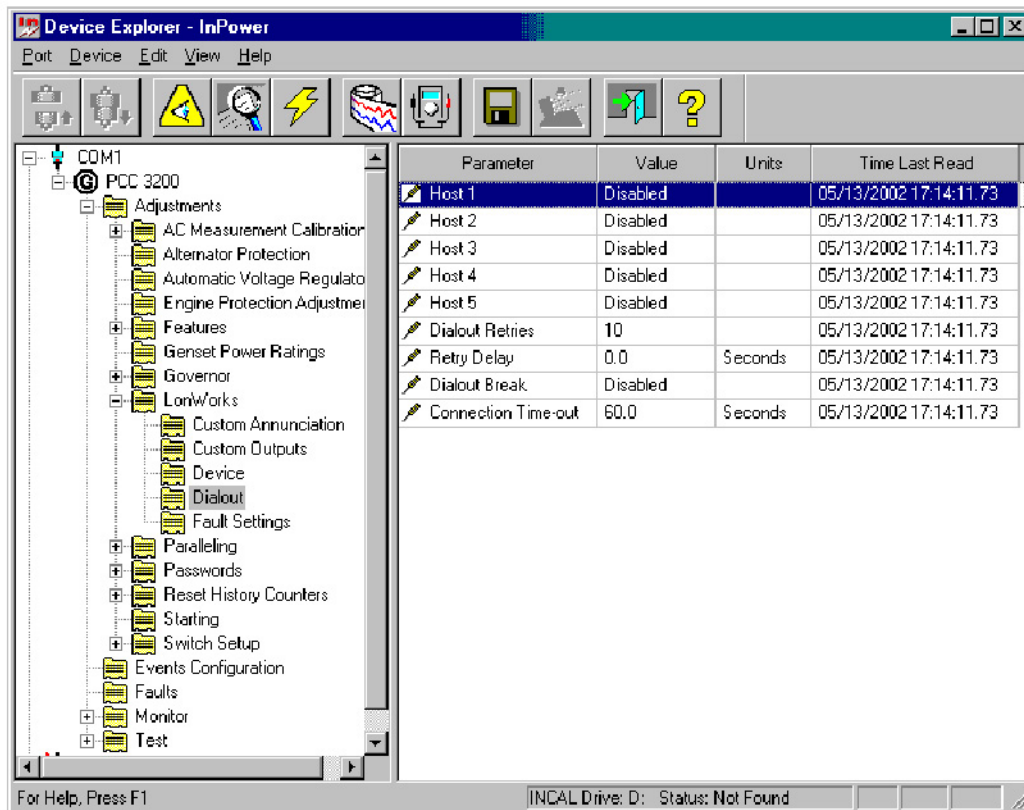 Device Explorer - InPower
Port Device Edit View Help
COM1
PCC 3200
Adjustments
AC Measurement Calibration
Alternator Protection
Automatic Voltage Regulato
Engine Protection Adjustmer
Features
Genset Power Ratings
Governor
LonWorks
Custom Annunciation
Custom Outputs
Device
Dialout
Fault Settings
Paralleling
Passwords
Reset History Counters
Starting
Switch Setup
Events Configuration
Faults
Monitor
Test
Parameter Value Units Time Last Read
Host 1 Disabled 05/13/2002 17:14:11.73
Host 2 Disabled 05/13/2002 17:14:11.73
Host 3 Disabled 05/13/2002 17:14:11.73
Host 4 Disabled 05/13/2002 17:14:11.73
Host 5 Disabled 05/13/2002 17:14:11.73
Dialout Retries 10 05/13/2002 17:14:11.73
Retry Delay 0.0 Seconds 05/13/2002 17:14:11.73
Dialout Break Disabled 05/13/2002 17:14:11.73
Connection Time-out 60.0 Seconds 05/13/2002 17:14:11.73
For Help, Press F1
INCAL Drive: D: Status: Not Found